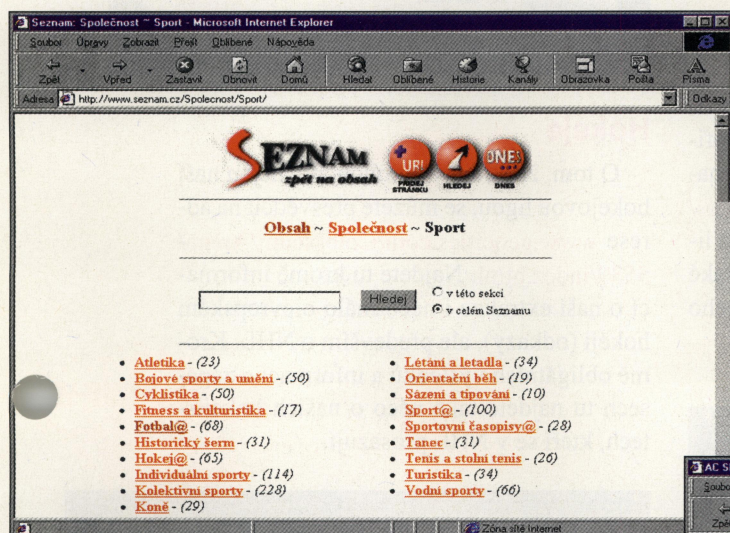 Seznam: Společnost ~ Sport - Microsoft Internet Explorer
Soubor Úpravy Zobrazit Přejít Oblíbené Nápověda
Zpět Vpřed Zastavit Obnovit Domů Hledat Oblíbené Historie Kanály Obrazovka Pošta Písma
Adresa http://www.seznam.cz/Spolecnost/Sport/ Odkazy
SEZNAM
zpět na obsah
+ URL
PŘIDEJ STRÁNKU
HLEDEJ
DNES
DNES
Obsah ~ Společnost ~ Sport
Hledej
v této sekci
v celém Seznamu
Atletika - (23)
Bojové sporty a umění - (50)
Cyklistika - (50)
Fitness a kulturistika - (17)
Fotbal@ - (68)
Historický šerm - (31)
Hokej@ - (65)
Individuální sporty - (114)
Kolektivní sporty - (228)
Koně - (29)
Létání a letadla - (34)
Orientační běh - (19)
Sázení a tipování - (10)
Sport@ - (100)
Sportovní časopisy@ - (28)
Tanec - (31)
Tenis a stolní tenis - (26)
Turistika - (34)
Vodní sporty - (66)
Zóna sítě Internet
AC
Soubo
Zpě